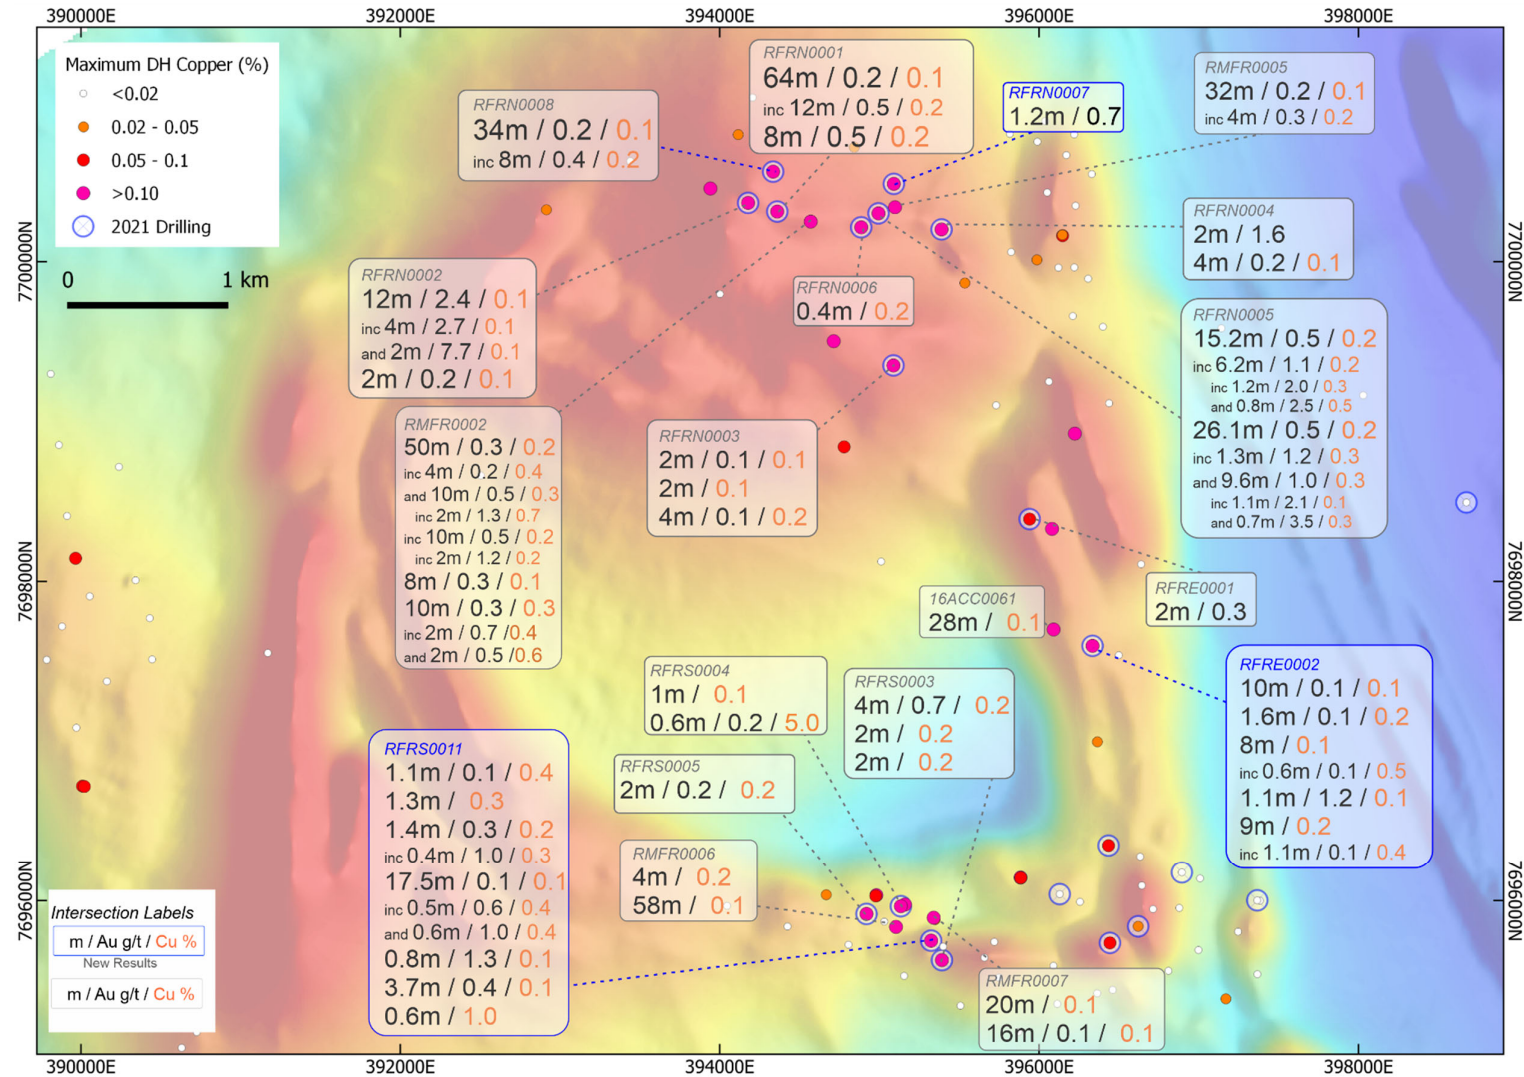 390000E
392000E
394000E
396000E
398000E
Maximum DH Copper (%)
<0.02
0.02 - 0.05
0.05 - 0.1
>0.10
2021 Drilling
0
1 km
7700000N
7698000N
7696000N
7700000N
7698000N
7696000N
RFRN0008
34m / 0.2 / 0.1
inc 8m / 0.4 / 0.2
RFRN0001
64m / 0.2 / 0.1
inc 12m / 0.5 / 0.2
8m / 0.5 / 0.2
RFRN0007
1.2m / 0.7
RMFR0005
32m / 0.2 / 0.1
inc 4m / 0.3 / 0.2
RFRN0004
2m / 1.6
4m / 0.2 / 0.1
RFRN0002
12m / 2.4 / 0.1
inc 4m / 2.7 / 0.1
and 2m / 7.7 / 0.1
2m / 0.2 / 0.1
RFRN0006
0.4m / 0.2
RFRN0005
15.2m / 0.5 / 0.2
inc 6.2m / 1.1 / 0.2
inc 1.2m / 2.0 / 0.3
and 0.8m / 2.5 / 0.5
26.1m / 0.5 / 0.2
inc 1.3m / 1.2 / 0.3
and 9.6m / 1.0 / 0.3
inc 1.1m / 2.1 / 0.1
and 0.7m / 3.5 / 0.3
RMFR0002
50m / 0.3 / 0.2
inc 4m / 0.2 / 0.4
and 10m / 0.5 / 0.3
inc 2m / 1.3 / 0.7
inc 10m / 0.5 / 0.2
inc 2m / 1.2 / 0.2
8m / 0.3 / 0.1
10m / 0.3 / 0.3
inc 2m / 0.7 /0.4
and 2m / 0.5 /0.6
RFRN0003
2m / 0.1 / 0.1
2m / 0.1
4m / 0.1 / 0.2
RFRE0001
2m / 0.3
16ACC0061
28m / 0.1
RFRE0002
10m / 0.1 / 0.1
1.6m / 0.1 / 0.2
8m / 0.1
inc 0.6m / 0.1 / 0.5
1.1m / 1.2 / 0.1
9m / 0.2
inc 1.1m / 0.1 / 0.4
RFRS0004
1m / 0.1
0.6m / 0.2 / 5.0
RFRS0003
4m / 0.7 / 0.2
2m / 0.2
2m / 0.2
RFRS0005
2m / 0.2 / 0.2
RFRS0011
1.1m / 0.1 / 0.4
1.3m / 0.3
1.4m / 0.3 / 0.2
inc 0.4m / 1.0 / 0.3
17.5m / 0.1 / 0.1
inc 0.5m / 0.6 / 0.4
and 0.6m / 1.0 / 0.4
0.8m / 1.3 / 0.1
3.7m / 0.4 / 0.1
0.6m / 1.0
RMFR0006
4m / 0.2
58m / 0.1
RMFR0007
20m / 0.1
16m / 0.1 / 0.1
Intersection Labels
m / Au g/t / Cu %
New Results
m / Au g/t / Cu %
390000E
392000E
394000E
396000E
398000E